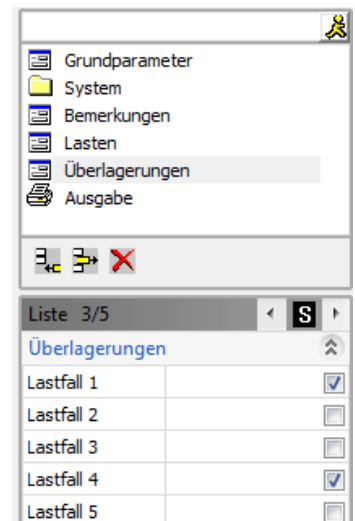 Grundparameter
System
Bemerkungen
Lasten
Überlagerungen
Ausgabe
Liste 3/5 S
Überlagerungen
Lastfall 1
Lastfall 2
Lastfall 3
Lastfall 4
Lastfall 5